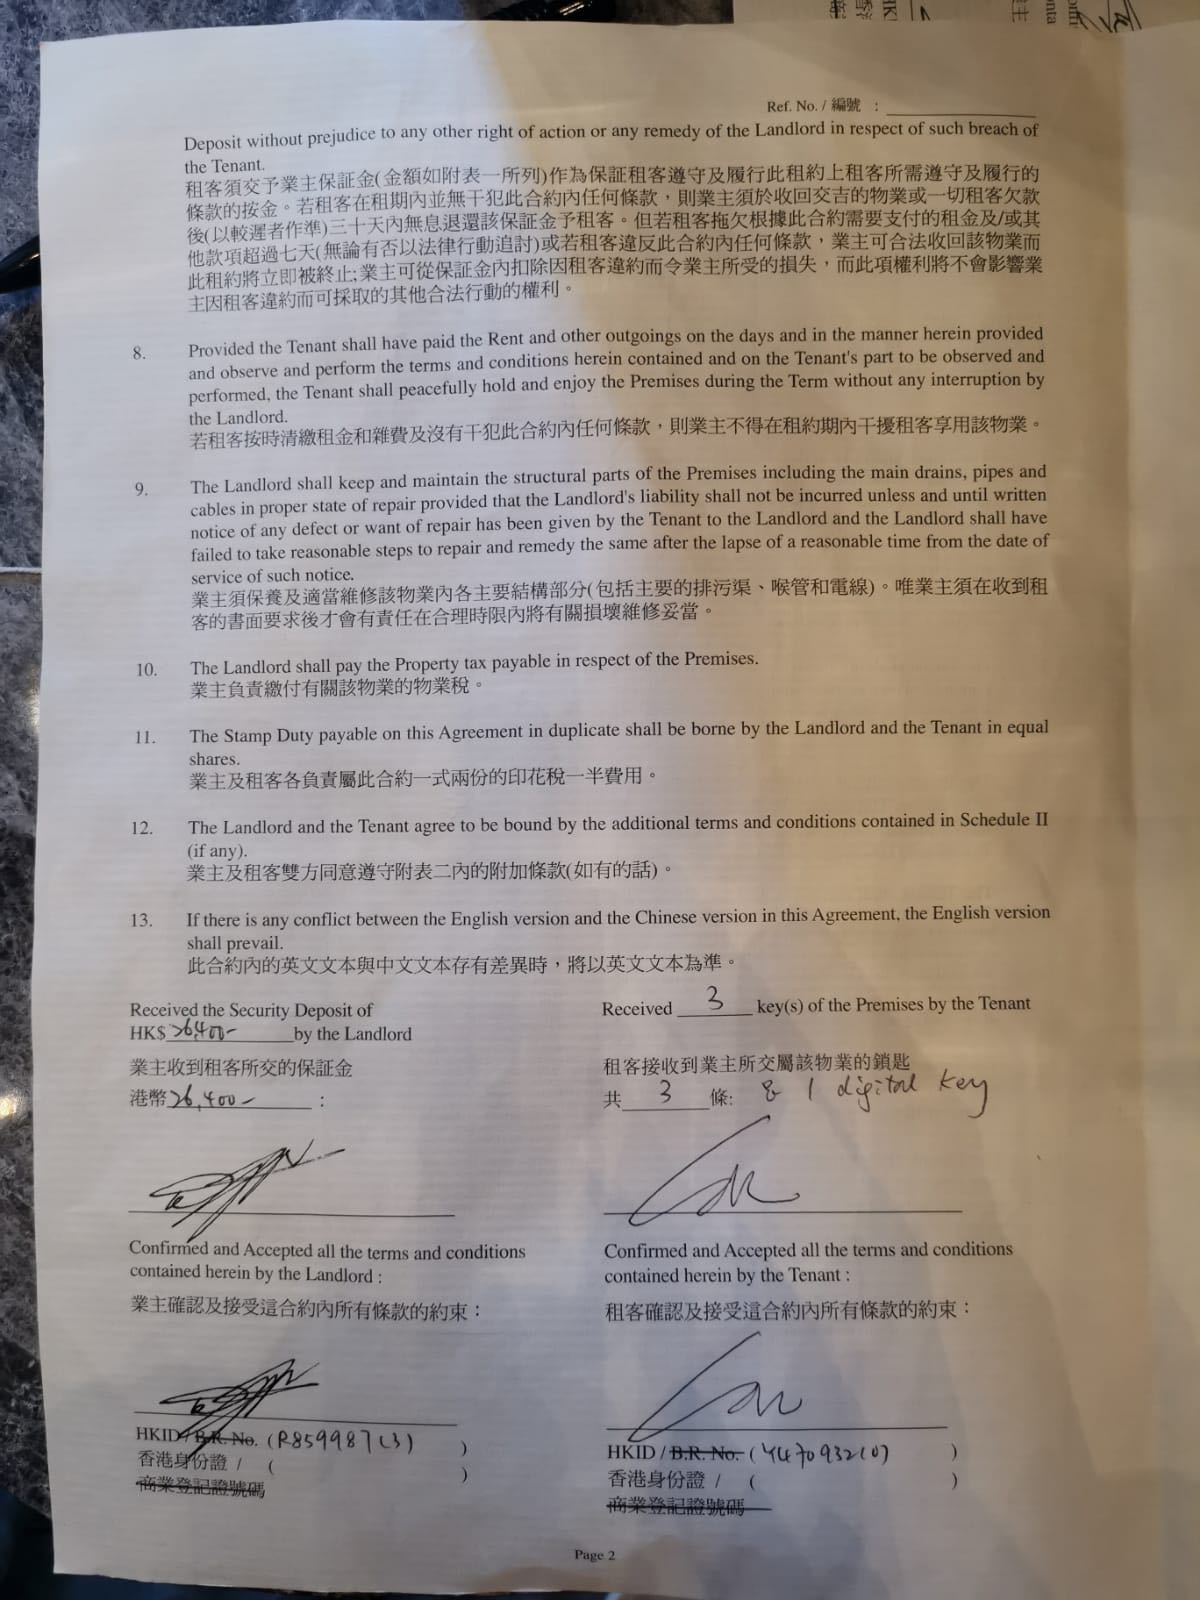 Ref. No. / 編號 :
Deposit without prejudice to any other right of action or any remedy of the Landlord in respect of such breach of
the Tenant.
租客須交予業主保証金(金額如附表一所列)作為保証租客遵守及履行此租約上租客所需遵守及履行的
條款的按金。若租客在租期內並無干犯此合約內任何條款，則業主須於收回交吉的物業或一切租客欠款
後(以較遲者作準)三十天內無息退還該保証金予租客。但若租客拖欠根據此合約需要支付的租金及/或其
他款項超過七天(無論有否以法律行動追討)或若租客違反此合約內任何條款，業主可合法收回該物業而
此租約將立即被終止;業主可從保証金內扣除因租客違約而令業主所受的損失，而此項權利將不會影響業
主因租客違約而可採取的其他合法行動的權利。
8. Provided the Tenant shall have paid the Rent and other outgoings on the days and in the manner herein provided
and observe and perform the terms and conditions herein contained and on the Tenant's part to be observed and
performed, the Tenant shall peacefully hold and enjoy the Premises during the Term without any interruption by
the Landlord.
若租客按時清繳租金和雜費及沒有干犯此合約內任何條款，則業主不得在租約期內干擾租客享用該物業。
9. The Landlord shall keep and maintain the structural parts of the Premises including the main drains, pipes and
cables in proper state of repair provided that the Landlord's liability shall not be incurred unless and until written
notice of any defect or want of repair has been given by the Tenant to the Landlord and the Landlord shall have
failed to take reasonable steps to repair and remedy the same after the lapse of a reasonable time from the date of
service of such notice.
業主須保養及適當維修該物業內各主要結構部分(包括主要的排污渠、喉管和電線)。唯業主須在收到租
客的書面要求後才會有責任在合理時限內將有關損壞維修妥當。
10. The Landlord shall pay the Property tax payable in respect of the Premises.
業主負責繳付有關該物業的物業稅。
11. The Stamp Duty payable on this Agreement in duplicate shall be borne by the Landlord and the Tenant in equal
shares.
業主及租客各負責屬此合約一式兩份的印花稅一半費用。
12. The Landlord and the Tenant agree to be bound by the additional terms and conditions contained in Schedule II
(if any).
業主及租客雙方同意遵守附表二內的附加條款(如有的話)。
13. If there is any conflict between the English version and the Chinese version in this Agreement, the English version
shall prevail.
此合約內的英文文本與中文文本存有差異時，將以英文文本為準。
Received the Security Deposit of
HK$ 26,400- by the Landlord
業主收到租客所交的保証金
港幣 26,400- :
Received 3 key(s) of the Premises by the Tenant
租客接收到業主所交屬該物業的鎖匙
共 3 條: & 1 digital key
Confirmed and Accepted all the terms and conditions
contained herein by the Landlord :
業主確認及接受這合約內所有條款的約束：
Confirmed and Accepted all the terms and conditions
contained herein by the Tenant :
租客確認及接受這合約內所有條款的約束：
HKID / B.R. No. (R859987(3) )
香港身份證 / ( )
商業登記證號碼
HKID / B.R. No. (Y470932(0) )
香港身份證 / ( )
商業登記證號碼
Page 2